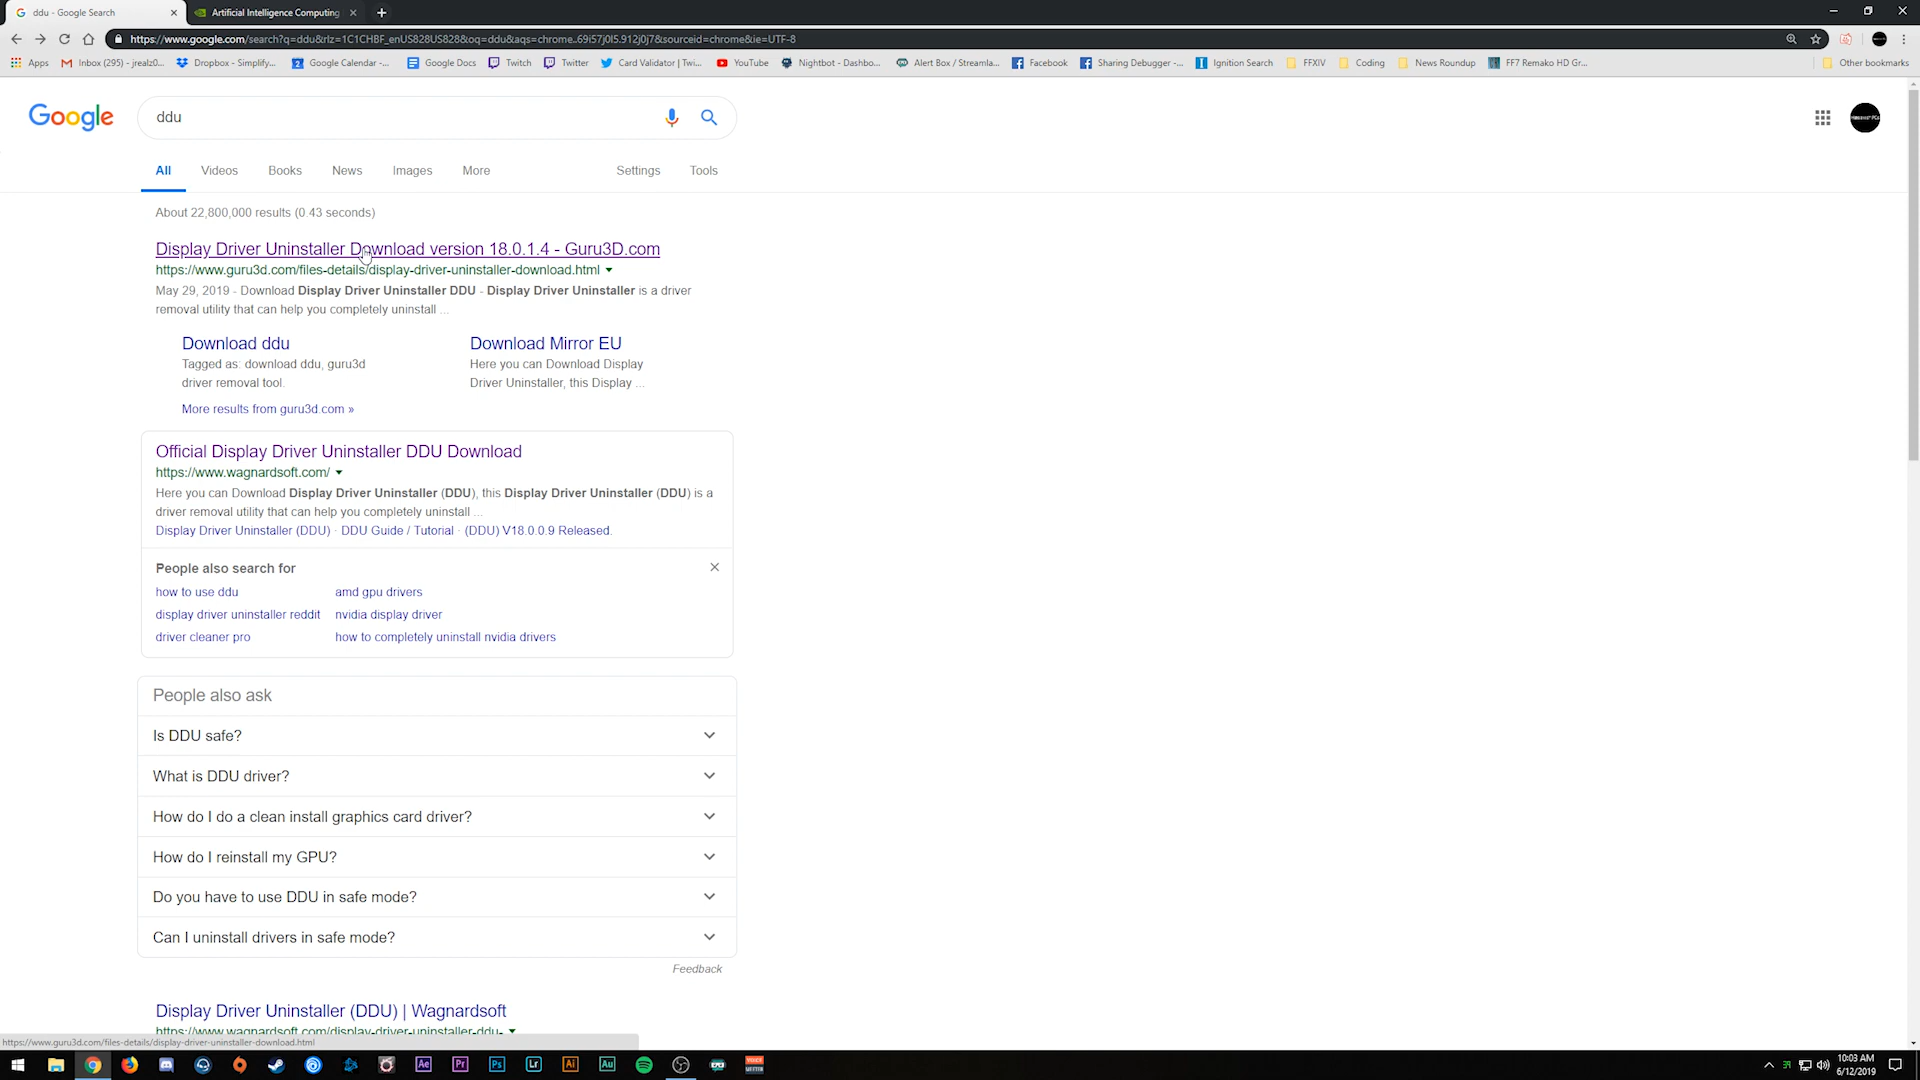 ddu - Google Search
Artificial Intelligence Computing
https://www.google.com/search?q=ddu&rlz=1C1CHBF_enUS828US828&oq=ddu&aqs=chrome..69i57j0l5.912j0j7&sourceid=chrome&ie=UTF-8
Apps
Inbox (295) - jrealz0...
Dropbox - Simplify...
Google Calendar -...
Google Docs
Twitch
Twitter
Card Validator | Twi...
YouTube
Nightbot - Dashbo...
Alert Box / Streamla...
Facebook
Sharing Debugger -...
Ignition Search
FFXIV
Coding
News Roundup
FF7 Remako HD Gr...
Other bookmarks
Google
ddu
All
Videos
Books
News
Images
More
Settings
Tools
About 22,800,000 results (0.43 seconds)
Display Driver Uninstaller Download version 18.0.1.4 - Guru3D.com
https://www.guru3d.com/files-details/display-driver-uninstaller-download.html
May 29, 2019 - Download Display Driver Uninstaller DDU - Display Driver Uninstaller is a driver
removal utility that can help you completely uninstall ...
Download ddu
Tagged as: download ddu, guru3d
driver removal tool.
Download Mirror EU
Here you can Download Display
Driver Uninstaller, this Display ...
More results from guru3d.com »
Official Display Driver Uninstaller DDU Download
https://www.wagnardsoft.com/
Here you can Download Display Driver Uninstaller (DDU), this Display Driver Uninstaller (DDU) is a
driver removal utility that can help you completely uninstall ...
Display Driver Uninstaller (DDU) · DDU Guide / Tutorial · (DDU) V18.0.0.9 Released.
People also search for
how to use ddu
amd gpu drivers
display driver uninstaller reddit
nvidia display driver
driver cleaner pro
how to completely uninstall nvidia drivers
People also ask
Is DDU safe?
What is DDU driver?
How do I do a clean install graphics card driver?
How do I reinstall my GPU?
Do you have to use DDU in safe mode?
Can I uninstall drivers in safe mode?
Feedback
Display Driver Uninstaller (DDU) | Wagnardsoft
https://www.wagnardsoft.com/display-driver-uninstaller-ddu-
https://www.guru3d.com/files-details/display-driver-uninstaller-download.html
Ae
Pr
Ps
Lr
Ai
Au
10:03 AM
6/12/2019